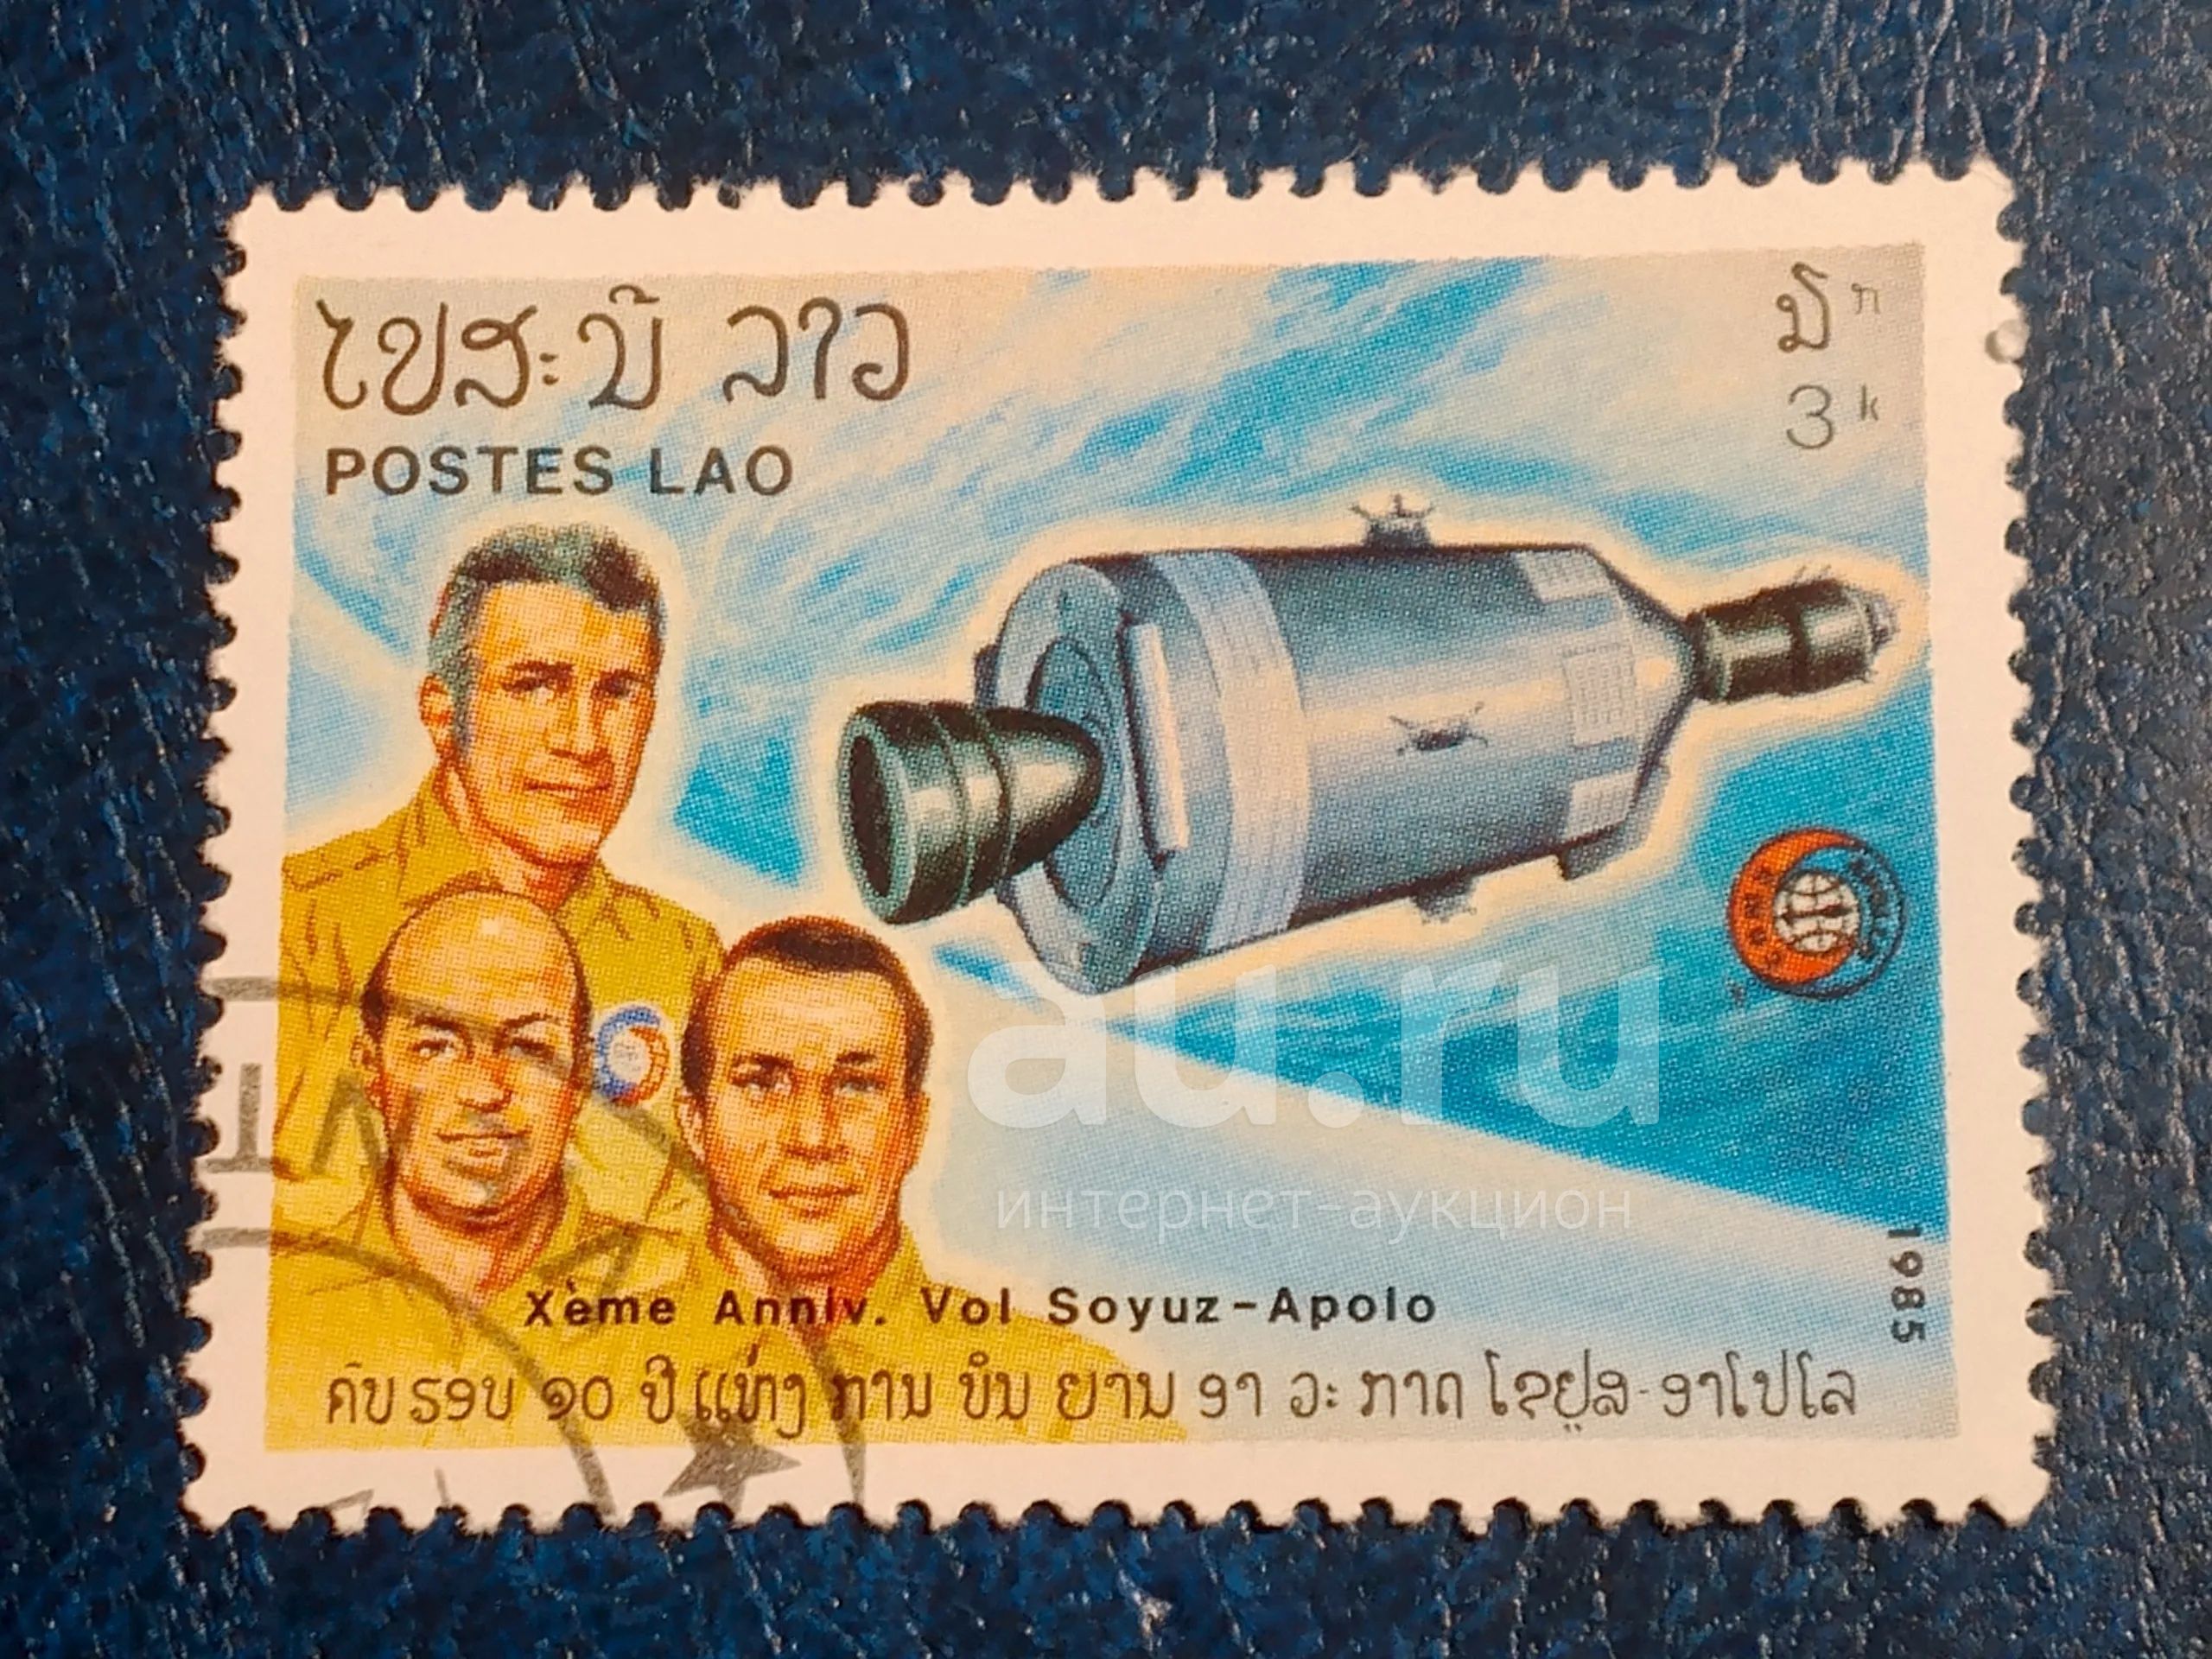 ໄປສະນີ ລາວ
POSTES LAO
໓ກ
3k
au.ru
интернет-аукцион
1985
Xème Anniv. Vol Soyuz-Apolo
ຄົບ ຮອບ ໑໐ ປີ ແຫ່ງ ການ ບິນ ຍານ ອາ ວະ ກາດ ໂຊຢຸສ-ອາໂປໂລ